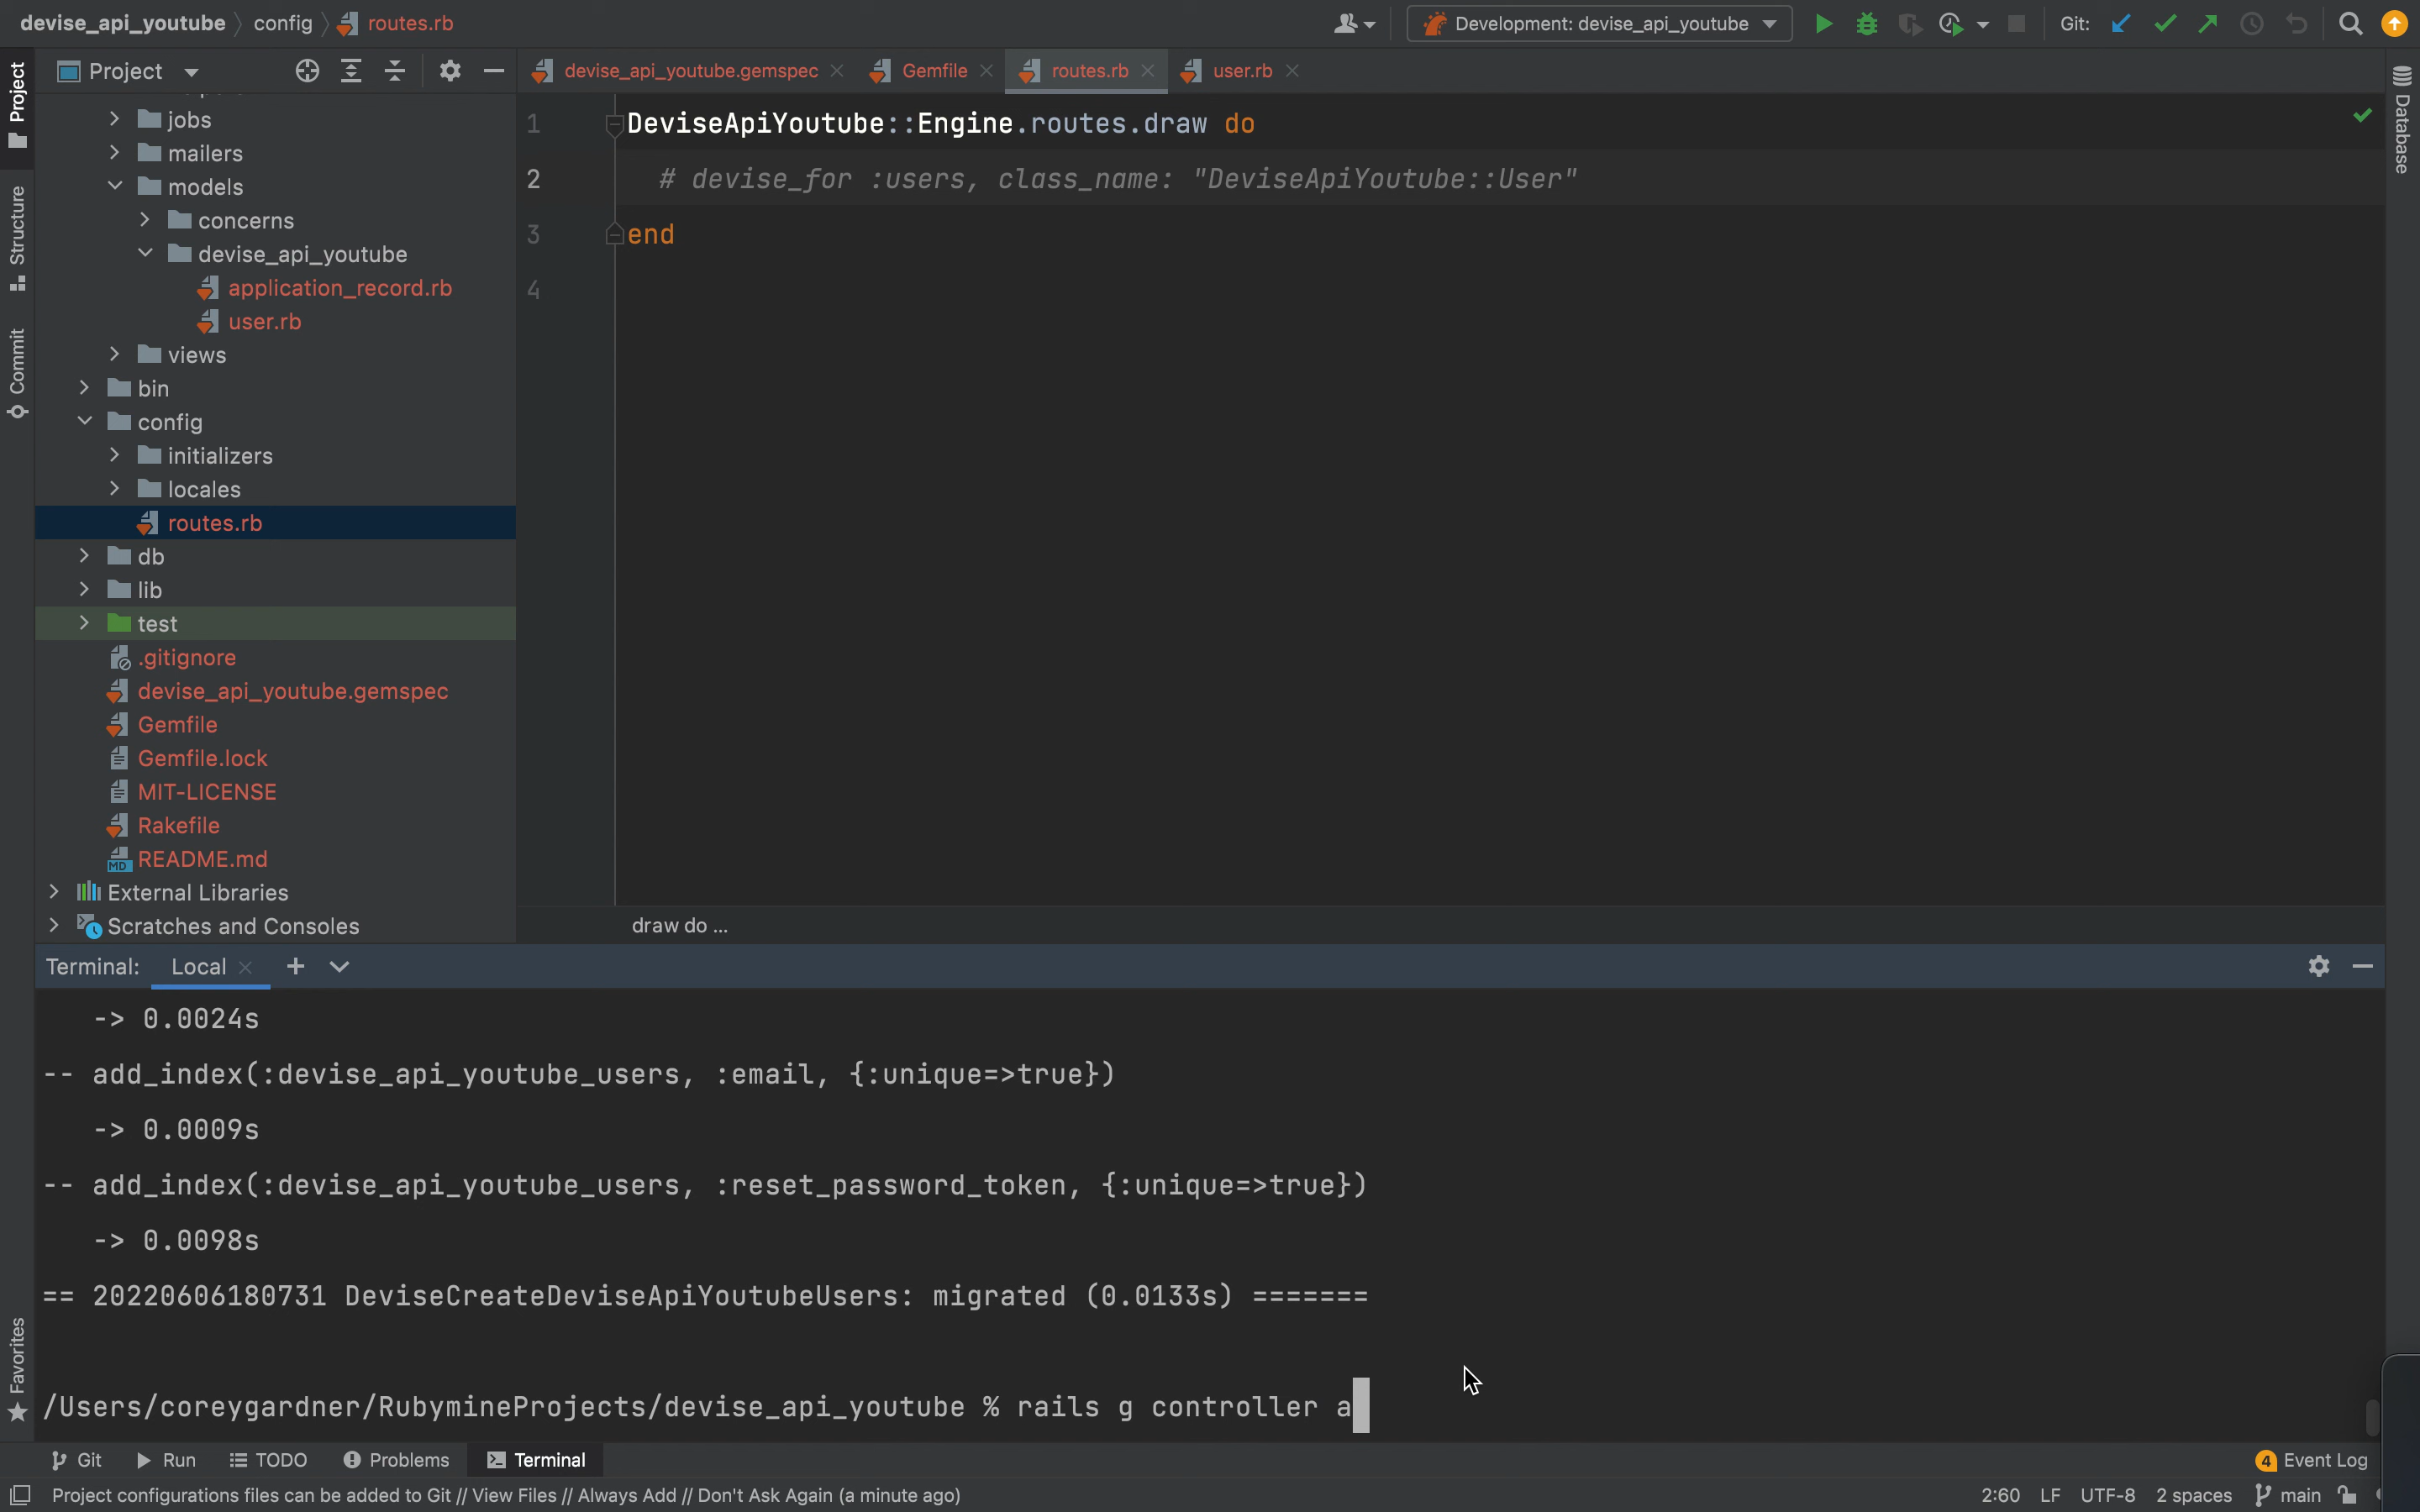 devise_api_youtube config routes.rb
Development: devise_api_youtube Git:
Project
devise_api_youtube.gemspec Gemfile routes.rb user.rb
Project
Structure
Commit
Favorites
Database
jobs
mailers
models
concerns
devise_api_youtube
application_record.rb
user.rb
views
bin
config
initializers
locales
routes.rb
db
lib
test
.gitignore
devise_api_youtube.gemspec
Gemfile
Gemfile.lock
MIT-LICENSE
Rakefile
MD README.md
External Libraries
Scratches and Consoles
1 DeviseApiYoutube::Engine.routes.draw do
2 # devise_for :users, class_name: "DeviseApiYoutube::User"
3 end
4
draw do ...
Terminal: Local
-> 0.0024s
-- add_index(:devise_api_youtube_users, :email, {:unique=>true})
-> 0.0009s
-- add_index(:devise_api_youtube_users, :reset_password_token, {:unique=>true})
-> 0.0098s
== 20220606180731 DeviseCreateDeviseApiYoutubeUsers: migrated (0.0133s) =======
/Users/coreygardner/RubymineProjects/devise_api_youtube % rails g controller a
Git Run TODO Problems Terminal 4 Event Log
Project configurations files can be added to Git // View Files // Always Add // Don't Ask Again (a minute ago) 2:60 LF UTF-8 2 spaces main